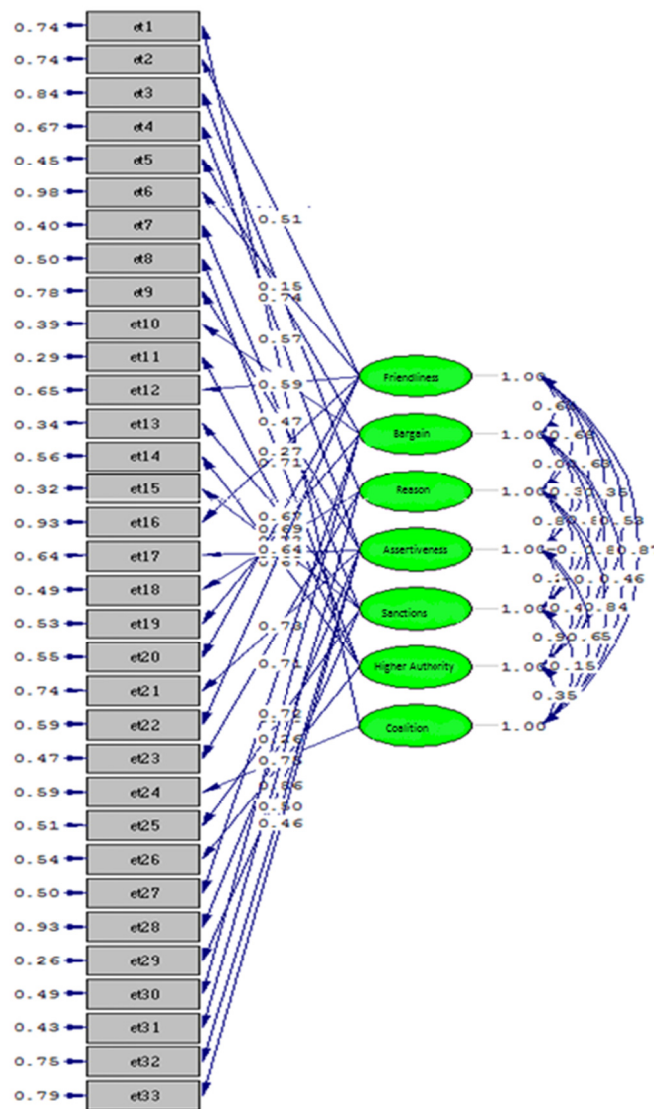 0.74 et1
0.74 et2
0.84 et3
0.67 et4
0.45 et5
0.98 et6
0.40 et7
0.51
0.50 et8
0.78 et9
0.15
0.74
0.39 et10
0.57
0.29 et11
0.65 et12
0.59
Friendliness 1.00
0.34 et13
0.47
Bargain 1.00
0.56 et14
0.27
0.71
0.32 et15
Reason 1.00
0.93 et16
0.67
0.69
0.64 et17
0.64
Assertiveness 1.00
0.49 et18
0.53 et19
0.73
Sanctions 1.00
0.55 et20
0.71
Higher Authority 1.00
0.35
0.74 et21
0.59 et22
0.72
Coalition 1.00
0.47 et23
0.26
0.59 et24
0.75
0.86
0.51 et25
0.50
0.46
0.54 et26
0.50 et27
0.93 et28
0.26 et29
0.49 et30
0.43 et31
0.75 et32
0.79 et33